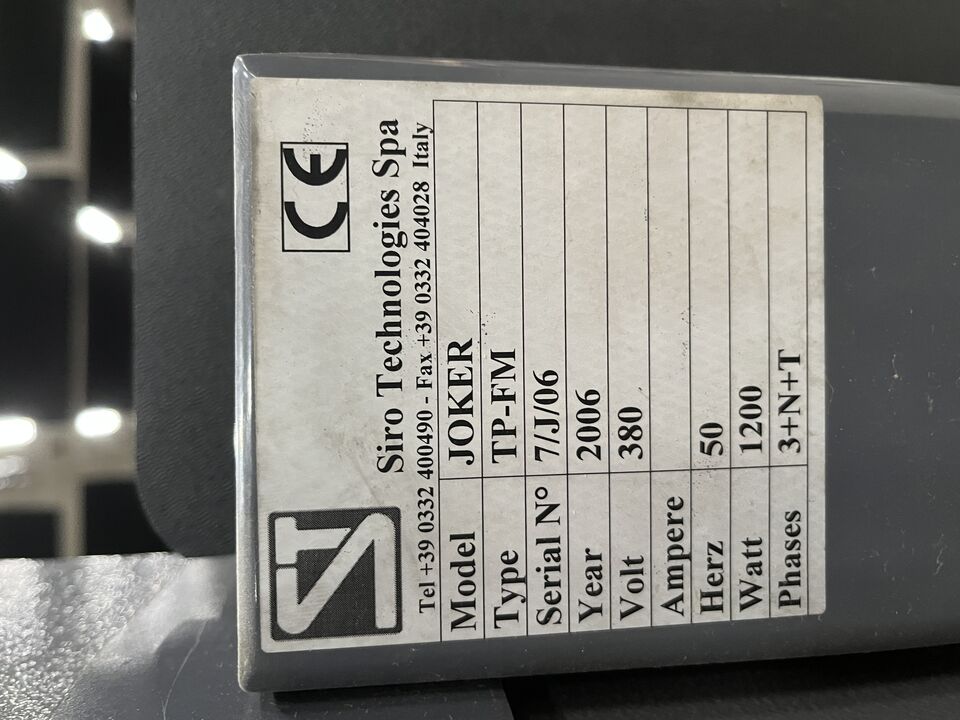 CE
Siro Technologies Spa
Tel +39 0332 400490 - Fax +39 0332 404028 Italy
Model JOKER
Type TP-FM
Serial N° 7/J/06
Year 2006
Volt 380
Ampere
Herz 50
Watt 1200
Phases 3+N+T